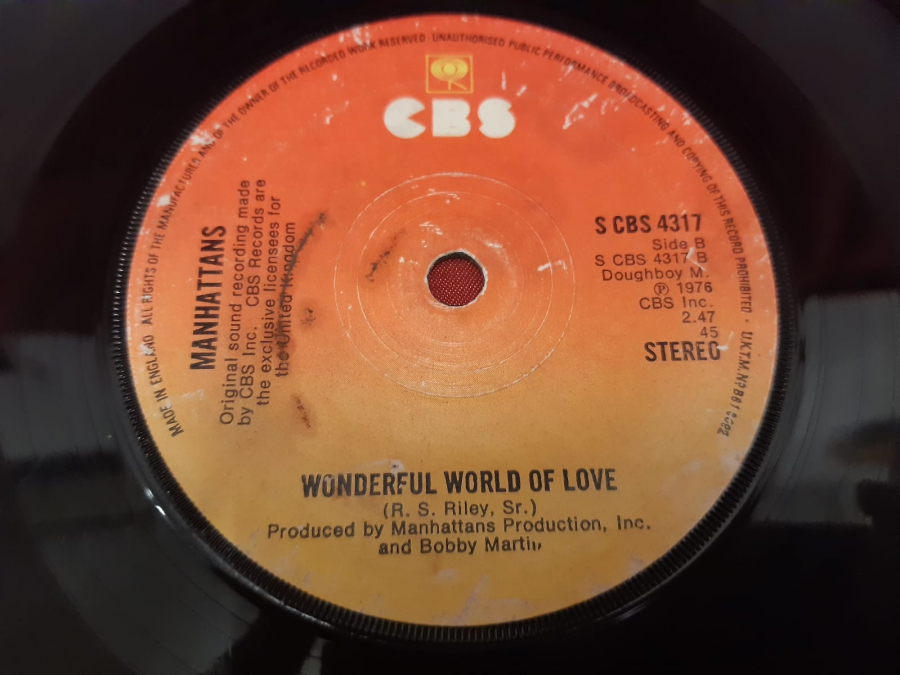 MADE IN ENGLAND ALL RIGHTS OF THE MANUFACTURERS AND OF THE OWNER OF THE RECORDED WORK RESERVED · UNAUTHORISED PUBLIC PERFORMANCE BROADCASTING AND COPYING OF THIS RECORD PROHIBITED ·
CBS
MANHATTANS
Original sound recording made
by CBS Inc. CBS Records are
the exclusive licensees for
the United Kingdom
S CBS 4317
Side B
S CBS 4317 B
Doughboy M.
℗ 1976
CBS Inc.
2.47
45
STEREO
WONDERFUL WORLD OF LOVE
(R. S. Riley, Sr.)
Produced by Manhattans Production, Inc.
and Bobby Martin